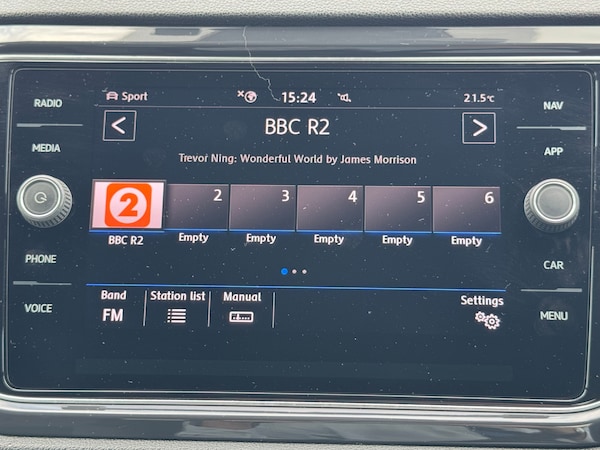 RADIO
MEDIA
PHONE
VOICE
Sport 15:24 21.5°C
BBC R2
Trevor Ning: Wonderful World by James Morrison
2 2 3 4 5 6
BBC R2 Empty Empty Empty Empty Empty
Band Station list Manual Settings
FM
NAV
APP
CAR
MENU